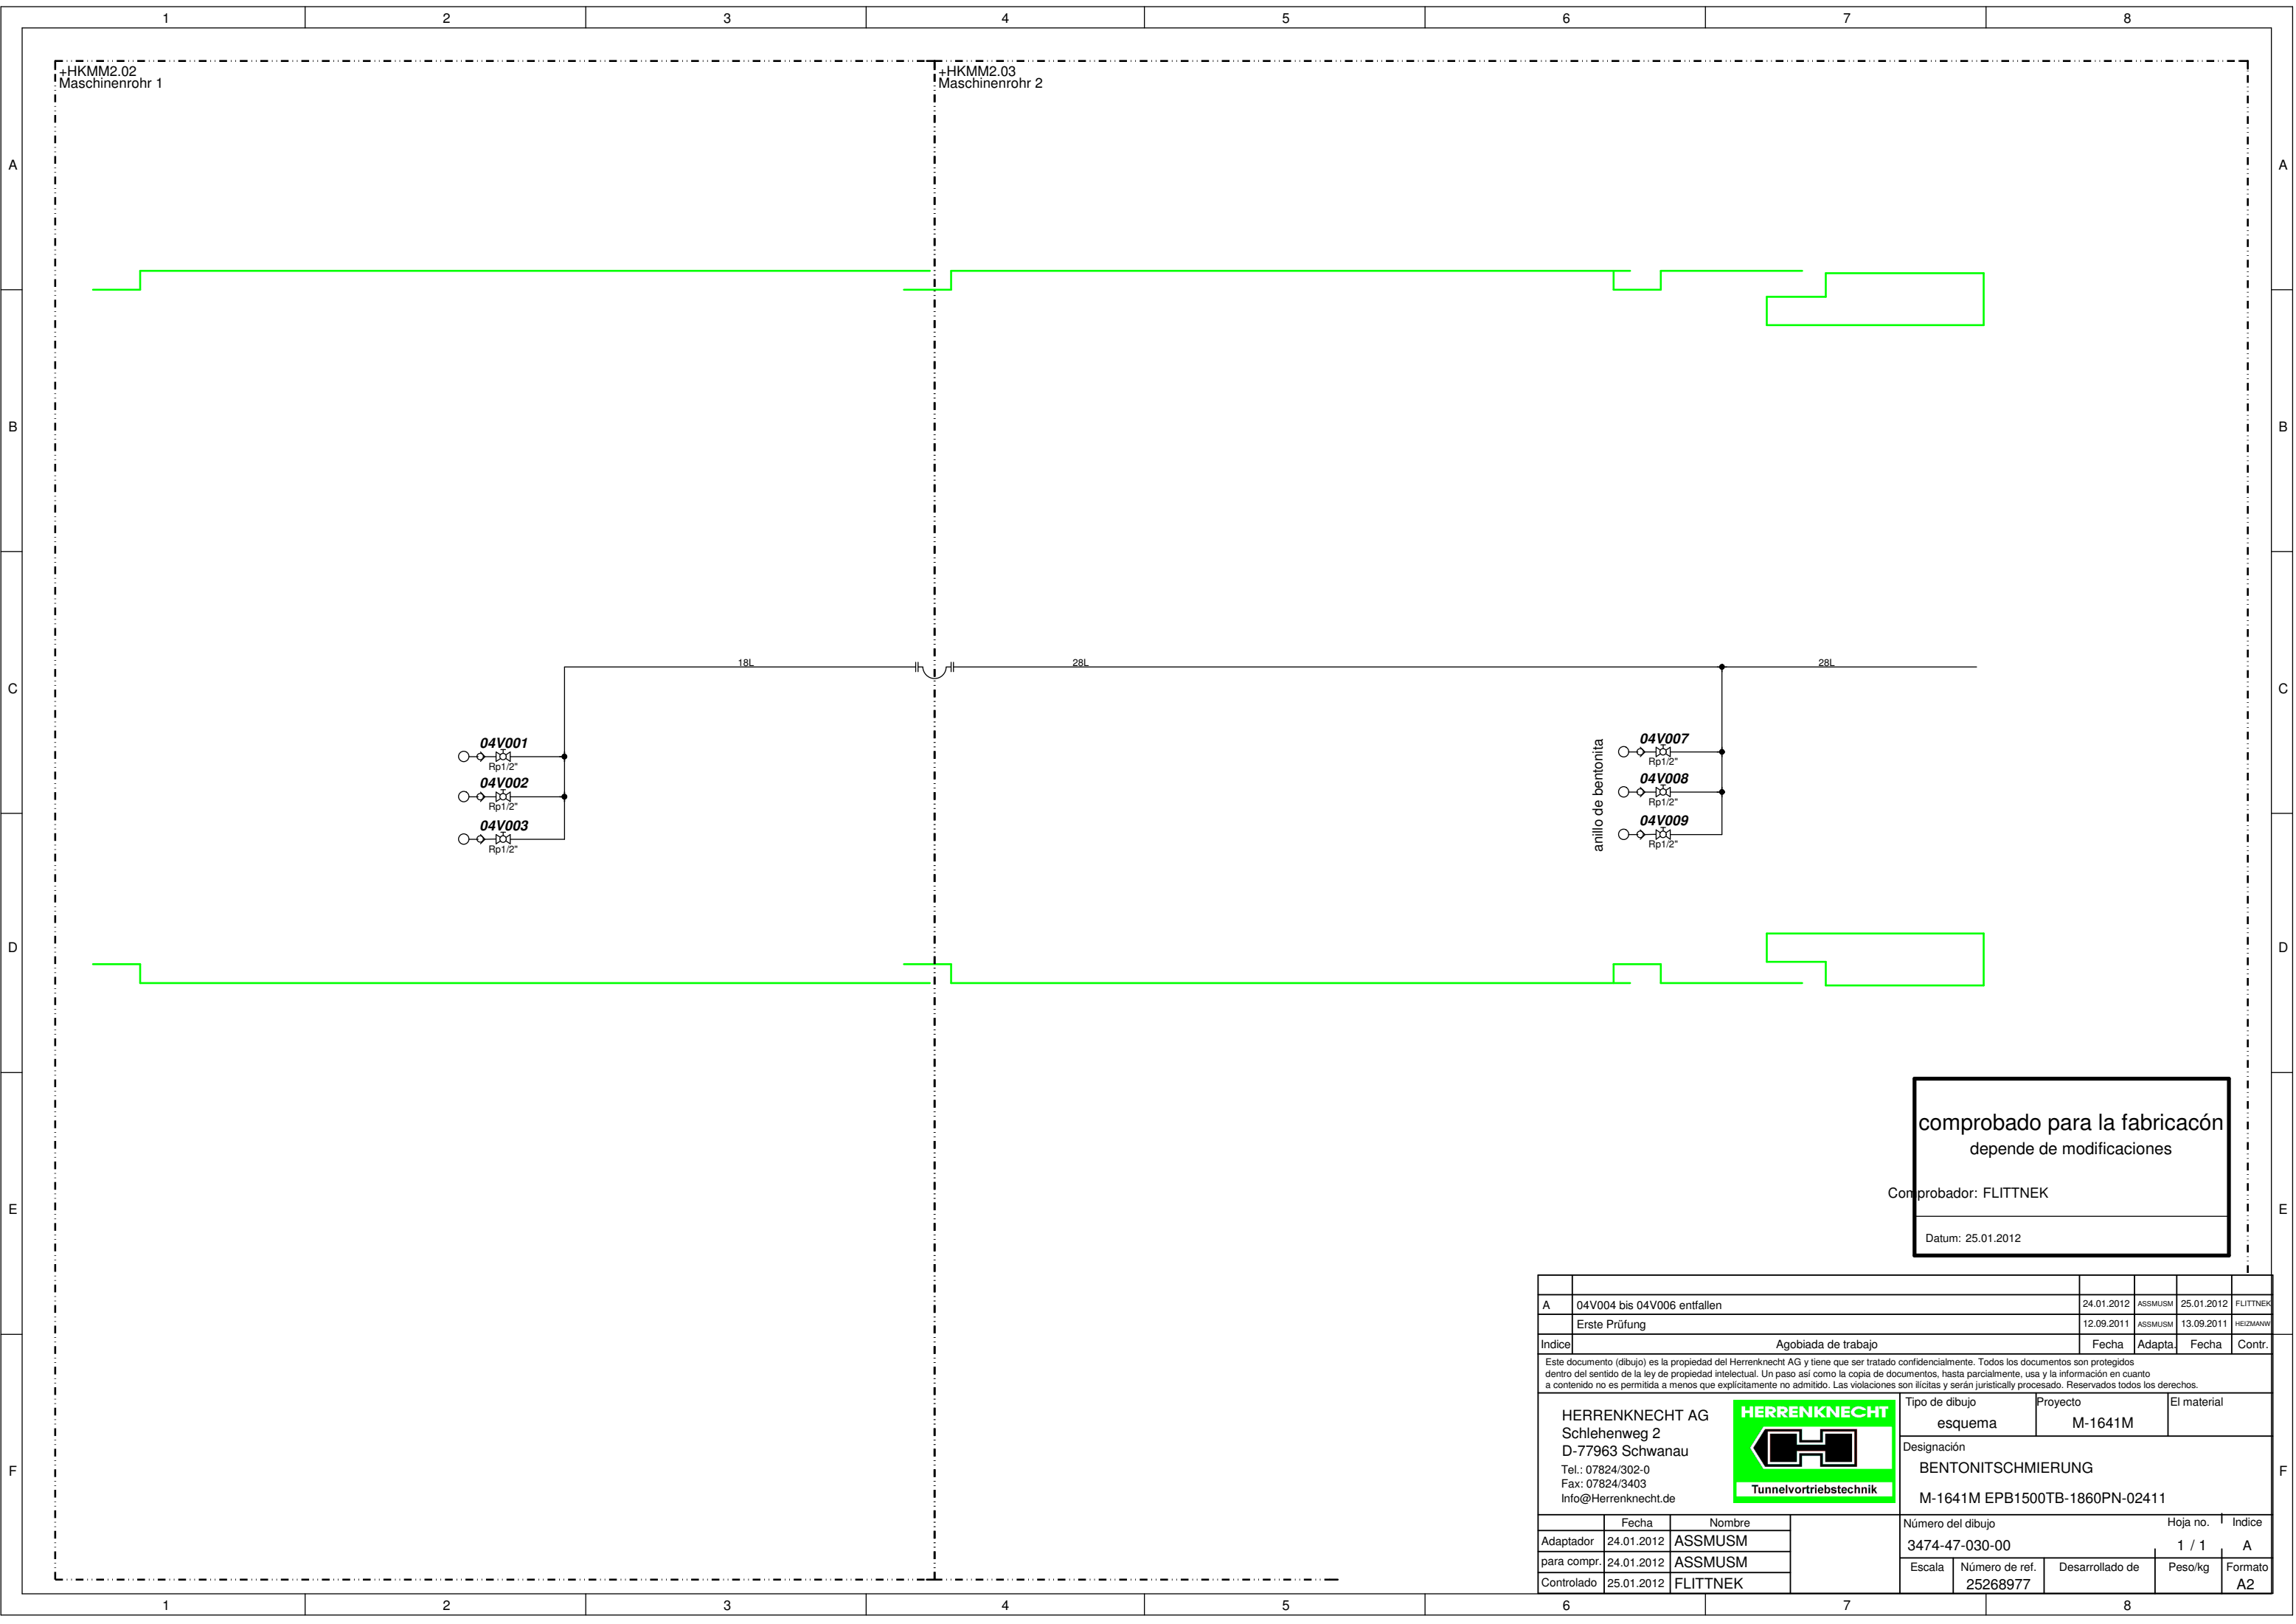 1 2 3 4 5 6 7 8
+HKMM2.02
Maschinenrohr 1
+HKMM2.03
Maschinenrohr 2
A A
B B
18L 28L 28L
C C
04V001
Rp1/2"
04V002
Rp1/2"
04V003
Rp1/2"
anillo de bentonita
04V007
Rp1/2"
04V008
Rp1/2"
04V009
Rp1/2"
D D
comprobado para la fabricacón
depende de modificaciones
Comprobador: FLITTNEK
Datum: 25.01.2012
E E
A 04V004 bis 04V006 entfallen 24.01.2012 ASSMUSM 25.01.2012 FLITTNEK
Erste Prüfung 12.09.2011 ASSMUSM 13.09.2011 HEIZMANW
Indice Agobiada de trabajo Fecha Adapta. Fecha Contr.
Este documento (dibujo) es la propiedad del Herrenknecht AG y tiene que ser tratado confidencialmente. Todos los documentos son protegidos
dentro del sentido de la ley de propiedad intelectual. Un paso así como la copia de documentos, hasta parcialmente, usa y la información en cuanto
a contenido no es permitida a menos que explícitamente no admitido. Las violaciones son ilícitas y serán juristically procesado. Reservados todos los derechos.
HERRENKNECHT AG
Schlehenweg 2
D-77963 Schwanau
Tel.: 07824/302-0
Fax: 07824/3403
Info@Herrenknecht.de
HERRENKNECHT
Tunnelvortriebstechnik
Tipo de dibujo
esquema
Proyecto
M-1641M
El material
Designación
BENTONITSCHMIERUNG
M-1641M EPB1500TB-1860PN-02411
F F
Fecha Nombre
Adaptador 24.01.2012 ASSMUSM
para compr. 24.01.2012 ASSMUSM
Controlado 25.01.2012 FLITTNEK
Número del dibujo
3474-47-030-00
Hoja no.
1 / 1
Indice
A
Escala
Número de ref.
25268977
Desarrollado de
Peso/kg
Formato
A2
1 2 3 4 5 6 7 8